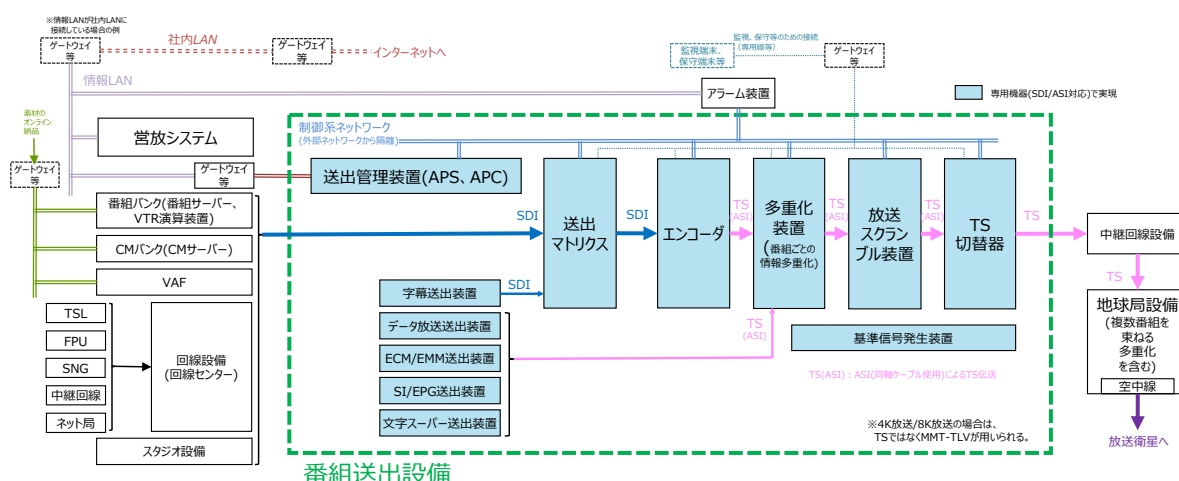 ※情報LANが社内LANに
接続している場合の例
ゲートウェイ
等
社内LAN
ゲートウェイ
等
インターネットへ
監視端末、
保守端末等
監視、保守等のための接続
(専用線等)
ゲートウェイ
等
情報LAN
アラーム装置
専用機器(SDI/ASI対応)で実現
素材の
オンライン
納品
営放システム
制御系ネットワーク
(外部ネットワークから隔離)
ゲートウェイ
等
ゲートウェイ
等
送出管理装置(APS、APC)
番組バンク(番組サーバー、
VTR演算装置)
CMバンク(CMサーバー)
VAF
SDI
送出
マトリクス
SDI
エンコーダ
TS
(ASI)
多重化
装置
(番組ごとの
情報多重化)
TS
(ASI)
放送
スクラン
ブル装置
TS
(ASI)
TS
切替器
TS
中継回線設備
TS
字幕送出装置
SDI
データ放送送出装置
ECM/EMM送出装置
SI/EPG送出装置
文字スーパー送出装置
TS
(ASI)
基準信号発生装置
TS(ASI)：ASI(同軸ケーブル使用)によるTS伝送
TSL
FPU
SNG
中継回線
ネット局
回線設備
(回線センター)
スタジオ設備
地球局設備
(複数番組を
束ねる
多重化
を含む)
空中線
放送衛星へ
※4K放送/8K放送の場合は、
TSではなくMMT-TLVが用いられる。
番組送出設備